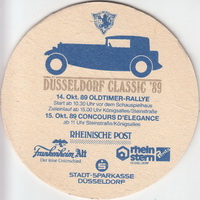 DÜSSELDORF CLASSIC '89
14. Okt. 89 OLDTIMER-RALLYE
Start ab 10.30 Uhr vor dem Schauspielhaus
Zieleinlauf ab 15.00 Uhr Königsallee/Steinstraße
15. Okt. 89 CONCOURS D'ELEGANCE
ab 11 Uhr Steinstraße/Königsallee
RHEINISCHE POST
Frankenheim Alt
rhein
stern
STADT-SPARKASSE
DÜSSELDORF